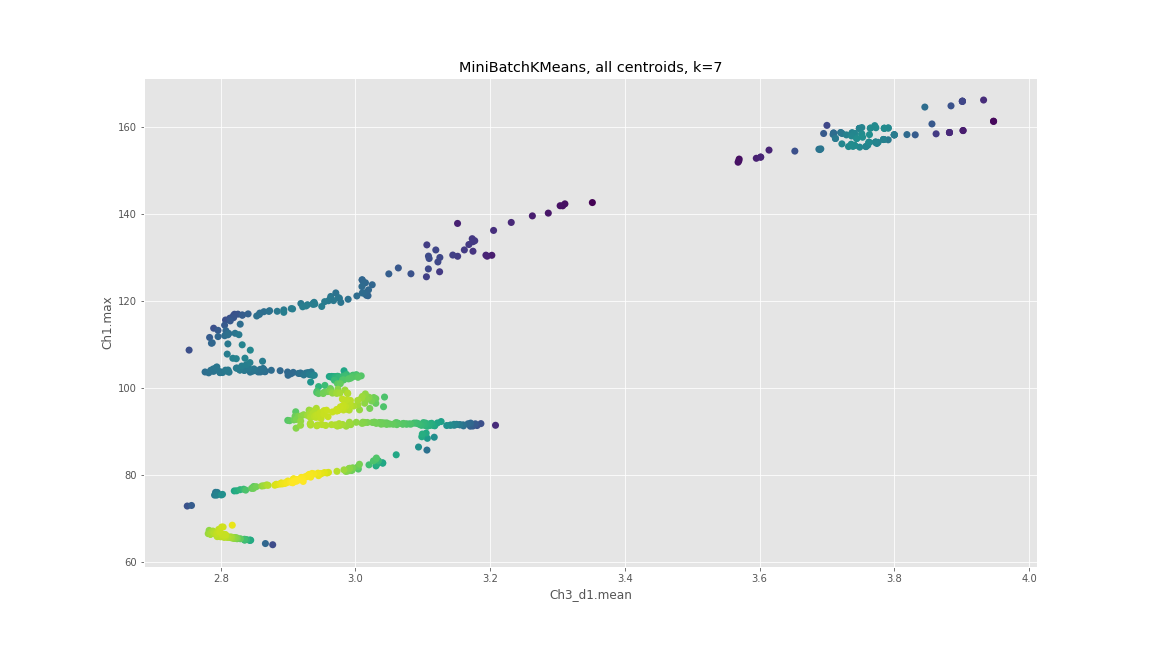 MiniBatchKMeans, all centroids, k=7
160
140
120
100
80
60
Ch1.max
2.8 3.0 3.2 3.4 3.6 3.8 4.0
Ch3_d1.mean